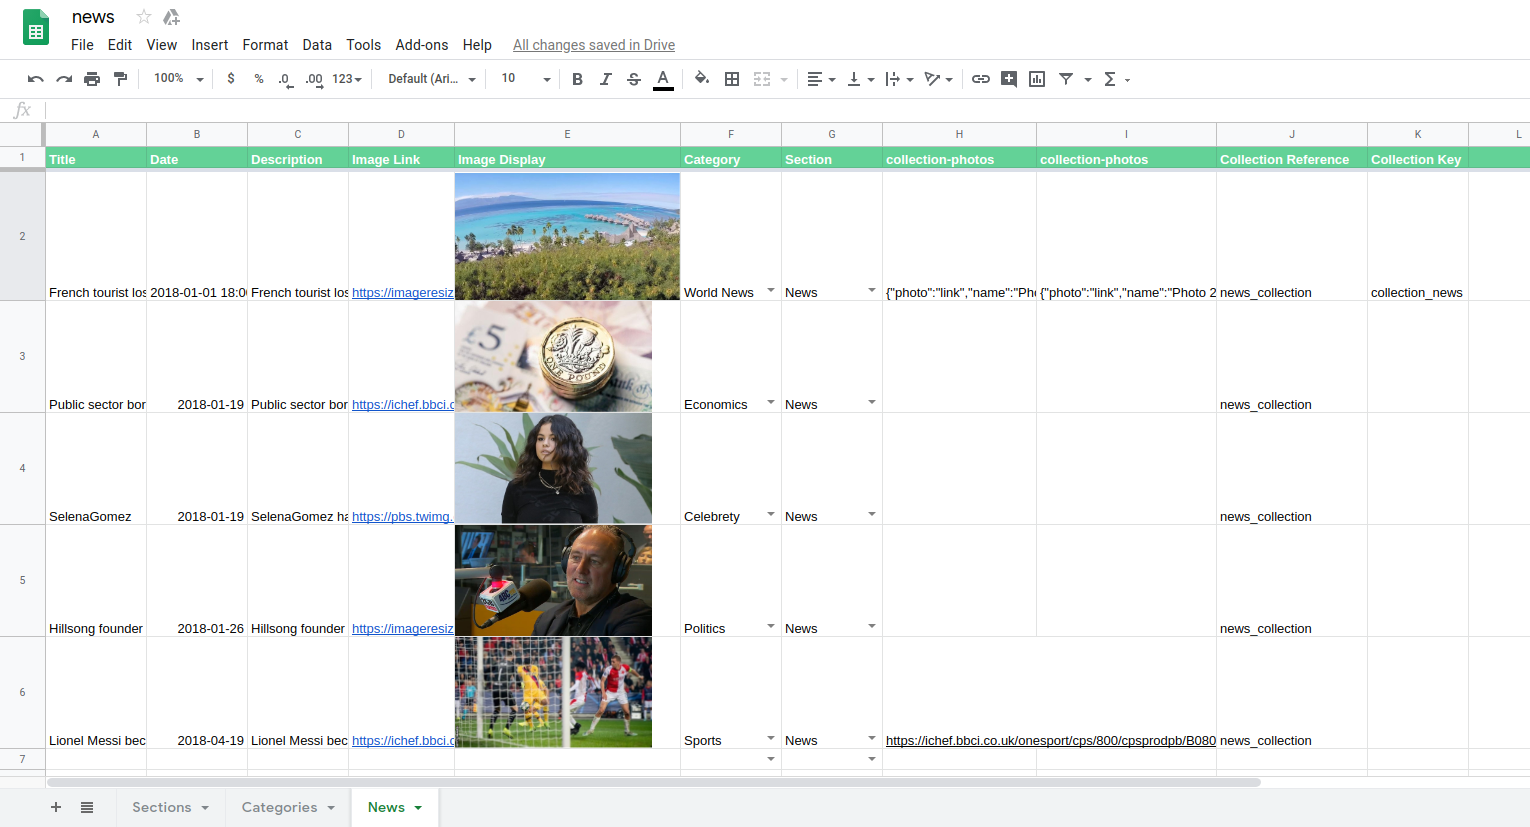 news
File Edit View Insert Format Data Tools Add-ons Help All changes saved in Drive
100% $ % .0 .00 123 Default (Ari... 10 B I S A
fx
A B C D E F G H I J K L
1 Title Date Description Image Link Image Display Category Section collection-photos collection-photos Collection Reference Collection Key
2 French tourist los 2018-01-01 18:0 French tourist los https://imageresiz World News News {"photo":"link","name":"Pho {"photo":"link","name":"Photo 2 news_collection collection_news
£5
ONE POUND
3 Public sector bor 2018-01-19 Public sector bor https://ichef.bbci.c Economics News news_collection
4 SelenaGomez 2018-01-19 SelenaGomez ha https://pbs.twimg. Celebrety News news_collection
ABC
5 Hillsong founder 2018-01-26 Hillsong founder https://imageresiz Politics News news_collection
6 Lionel Messi bec 2018-04-19 Lionel Messi bec https://ichef.bbci.c Sports News https://ichef.bbci.co.uk/onesport/cps/800/cpsprodpb/B080 news_collection
7
+ Sections Categories News